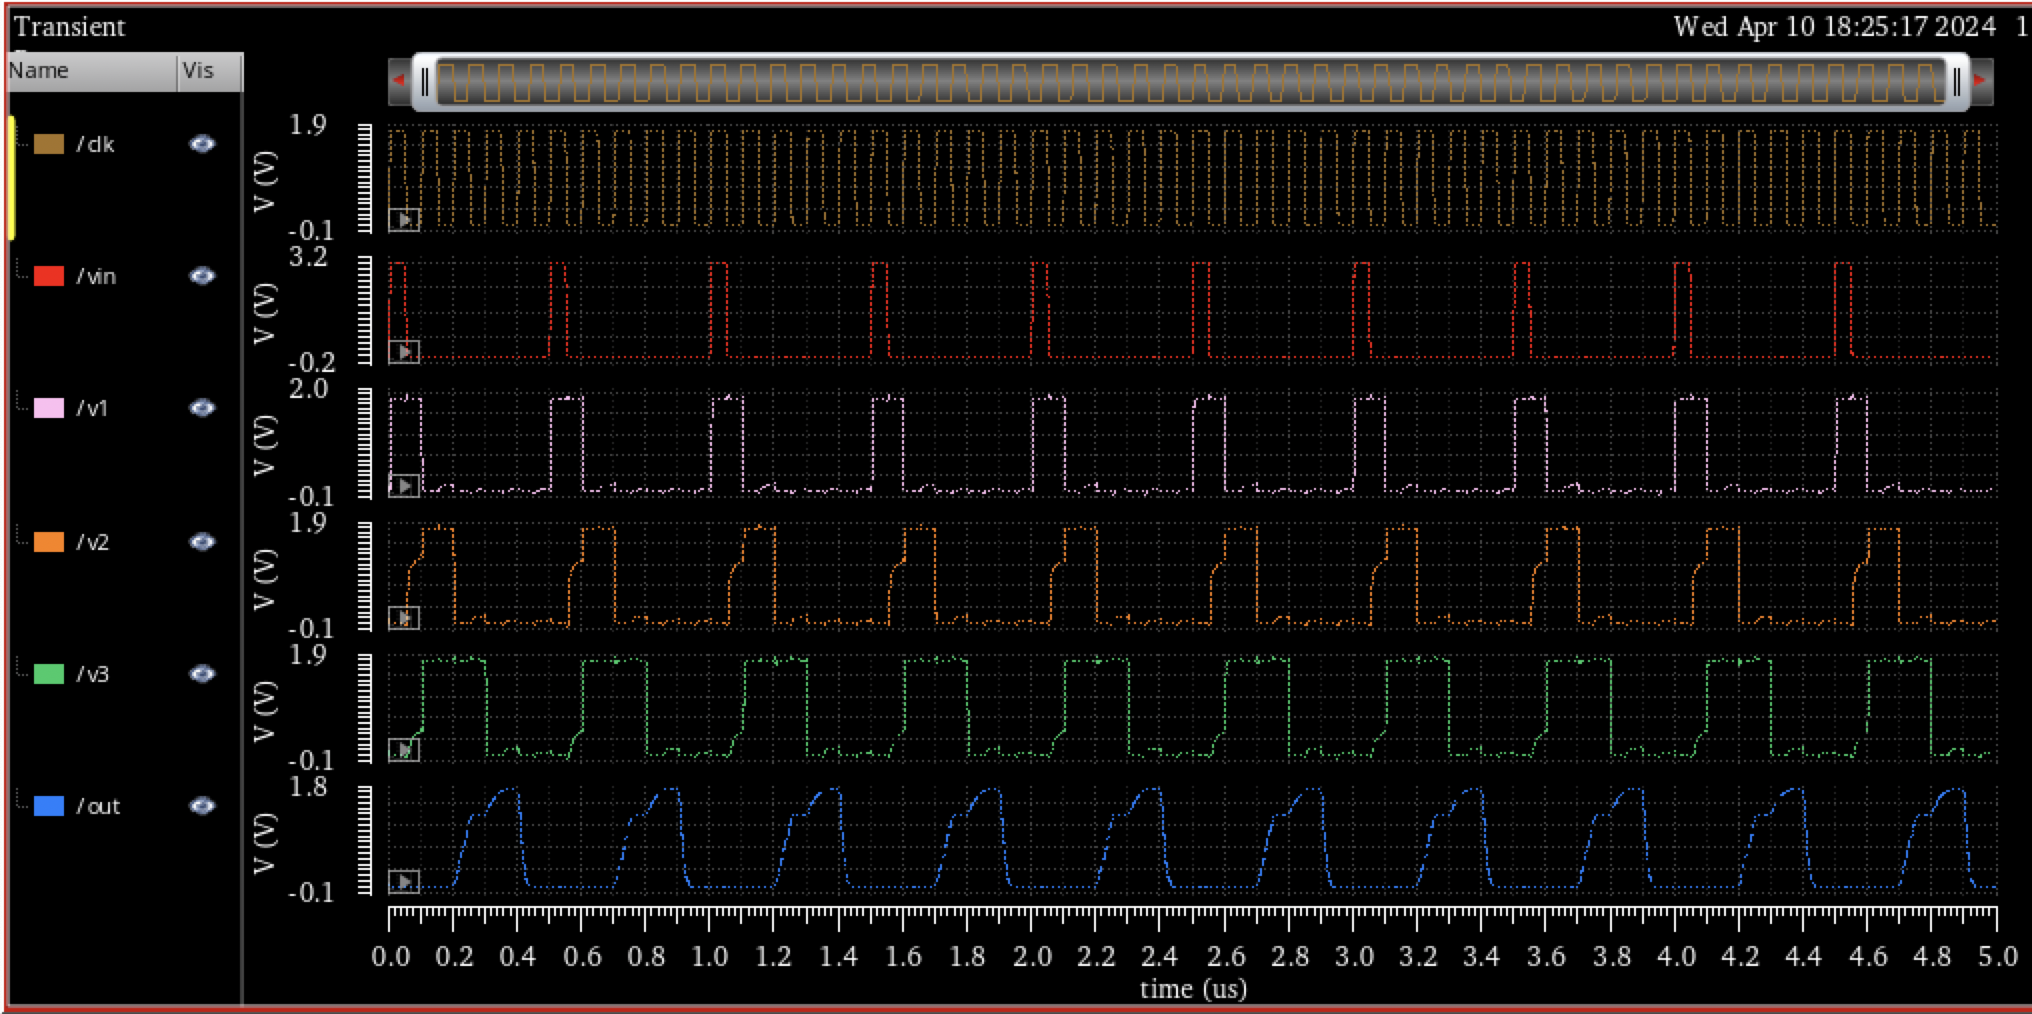 Transient
Wed Apr 10 18:25:17 2024 1
Name Vis
/clk
/vin
/v1
/v2
/v3
/out
1.9
V (V)
-0.1
3.2
V (V)
-0.2
2.0
V (V)
-0.1
1.9
V (V)
-0.1
1.9
V (V)
-0.1
1.8
V (V)
-0.1
0.0 0.2 0.4 0.6 0.8 1.0 1.2 1.4 1.6 1.8 2.0 2.2 2.4 2.6 2.8 3.0 3.2 3.4 3.6 3.8 4.0 4.2 4.4 4.6 4.8 5.0
time (us)